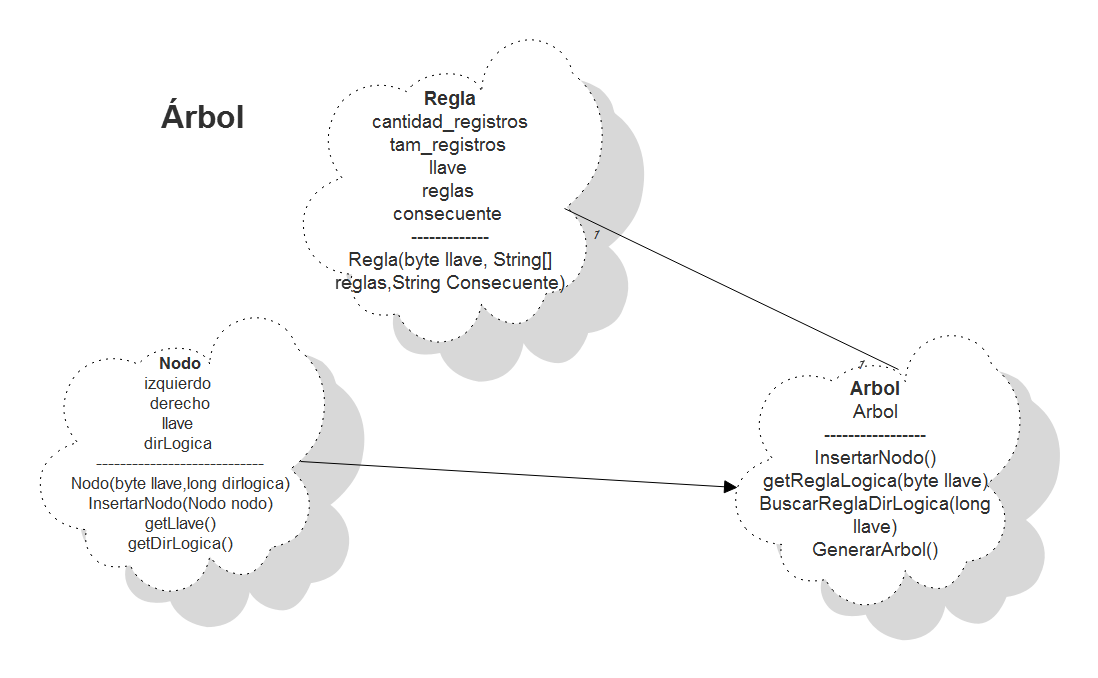 Árbol
Regla
cantidad_registros
tam_registros
llave
reglas
consecuente
-------------
Regla(byte llave, String[]
reglas,String Consecuente)
1
1
Nodo
izquierdo
derecho
llave
dirLogica
----------------------------
Nodo(byte llave,long dirlogica)
InsertarNodo(Nodo nodo)
getLlave()
getDirLogica()
Arbol
Arbol
-----------------
InsertarNodo()
getReglaLogica(byte llave)
BuscarReglaDirLogica(long
llave)
GenerarArbol()